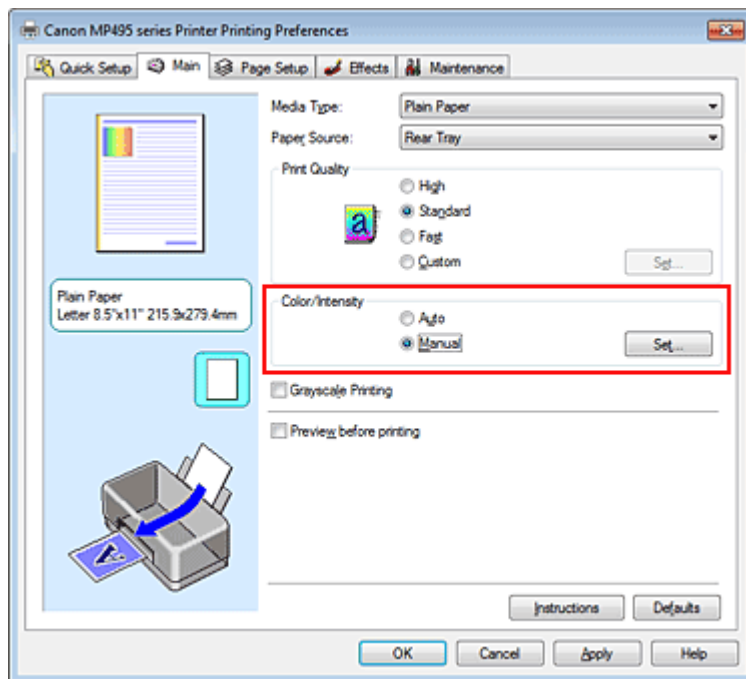 Canon MP495 series Printer Printing Preferences
Quick Setup Main Page Setup Effects Maintenance
Media Type: Plain Paper
Paper Source: Rear Tray
Print Quality
High
a
Standard
Fast
Custom Set...
Plain Paper
Letter 8.5"x11" 215.9x279.4mm
Color/Intensity
Auto
Manual Set...
Grayscale Printing
Preview before printing
A
Instructions Defaults
OK Cancel Apply Help